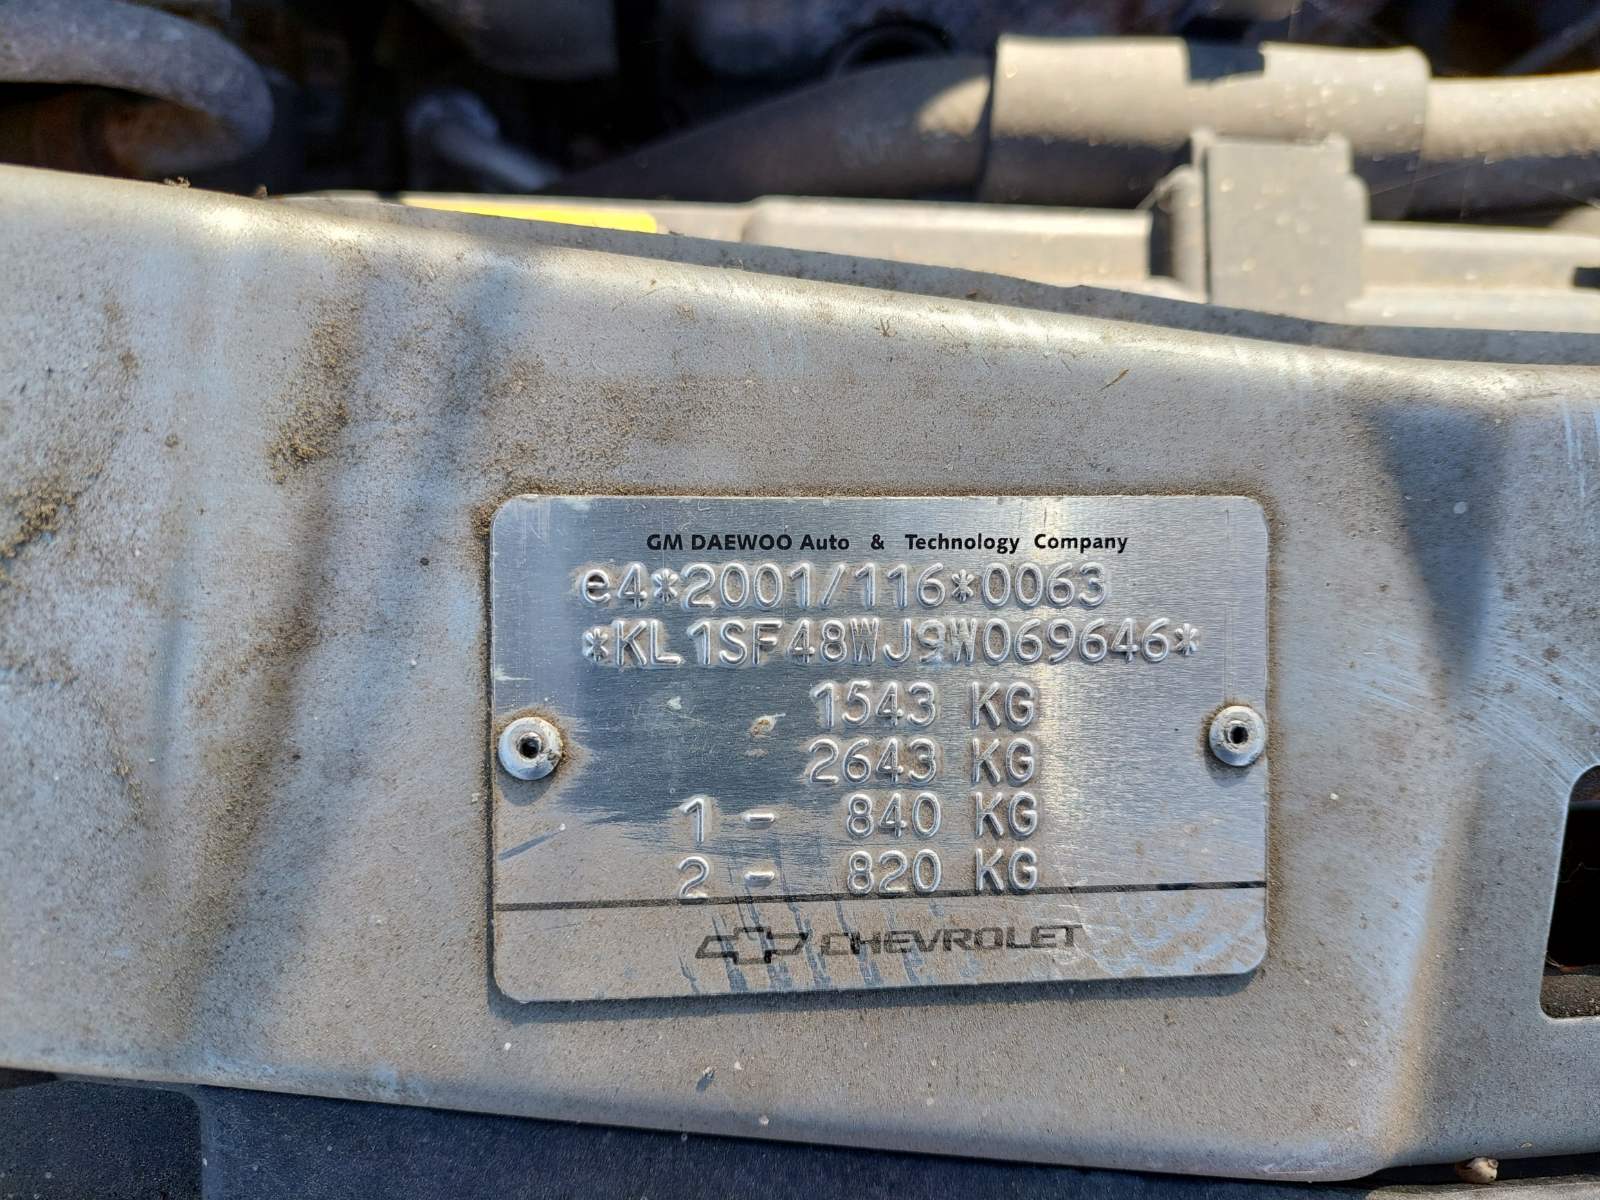 GM DAEWOO Auto & Technology Company
e4*2001/116*0063
*KL1SF48WJ9W069646*
1543 KG
2643 KG
1 - 840 KG
2 - 820 KG
CHEVROLET